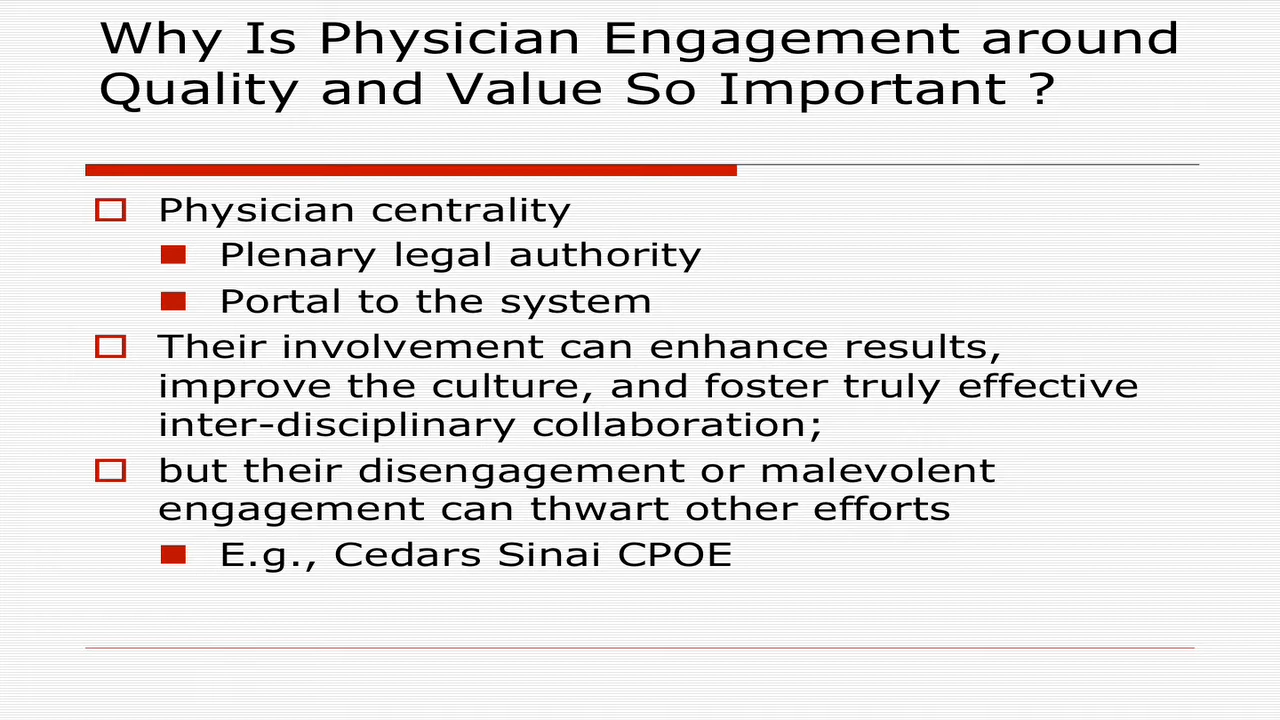 Why Is Physician Engagement around
Quality and Value So Important ?
Physician centrality
Plenary legal authority
Portal to the system
Their involvement can enhance results,
improve the culture, and foster truly effective
inter-disciplinary collaboration;
but their disengagement or malevolent
engagement can thwart other efforts
E.g., Cedars Sinai CPOE